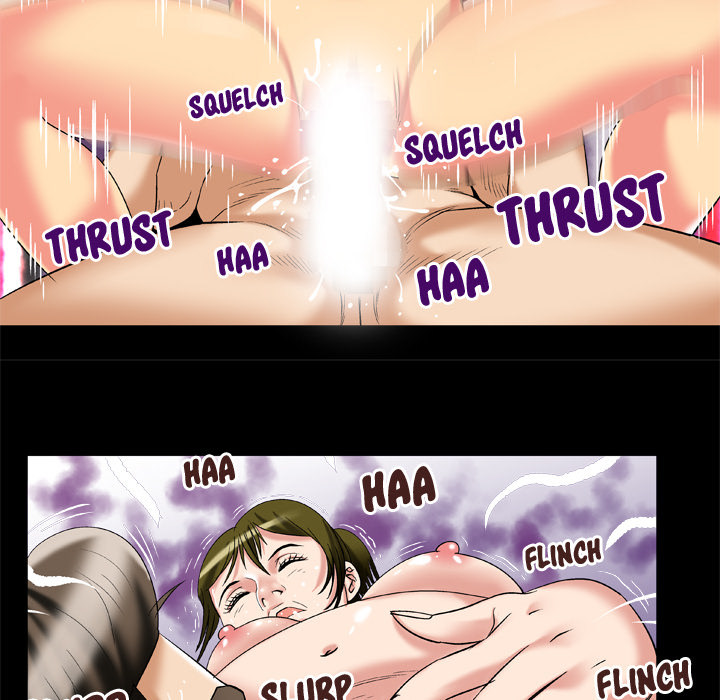 SQUELCH
SQUELCH
THRUST
THRUST
HAA
HAA
HAA
HAA
FLINCH
FLINCH
SLURP